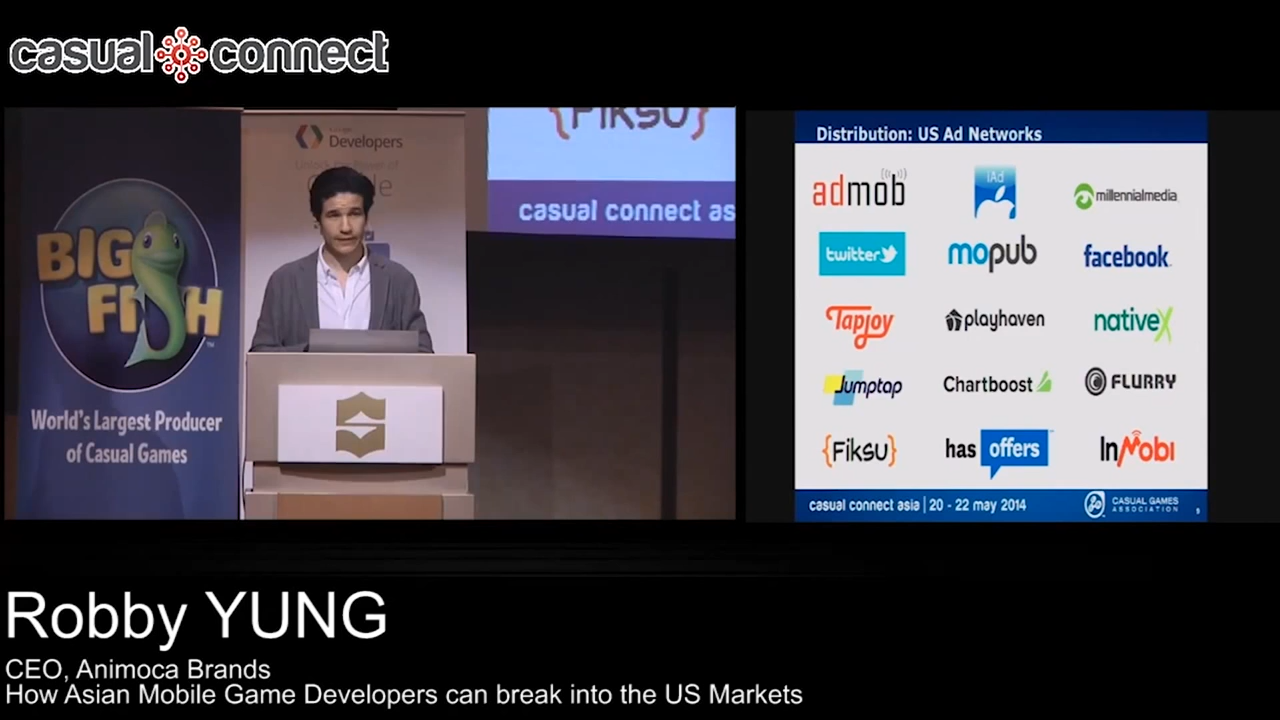 casual connect
BIG
FISH
™
World's Largest Producer
of Casual Games
Developers
{Fiksu}
casual connect as
Distribution: US Ad Networks
admob
iAd
millennialmedia
twitter
mopub
facebook
Tapjoy
playhaven
nativeX
Jumptap
Chartboost
FLURRY
{Fiksu}
has offers
InMobi
casual connect asia | 20 - 22 may 2014
CASUAL GAMES
ASSOCIATION
Robby YUNG
CEO, Animoca Brands
How Asian Mobile Game Developers can break into the US Markets